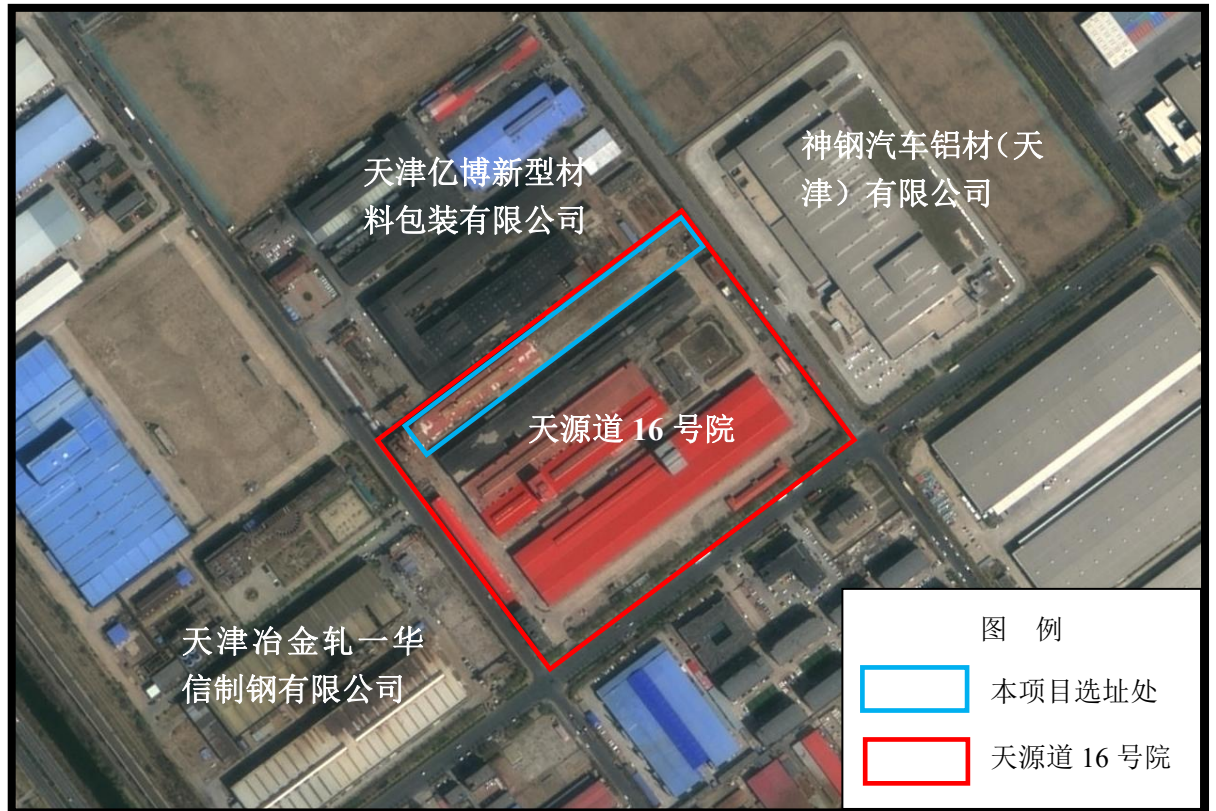 神钢汽车铝材（天
津）有限公司
天津亿博新型材
料包装有限公司
天源道 16 号院
天津冶金轧一华
信制钢有限公司
图 例
本项目选址处
天源道 16 号院